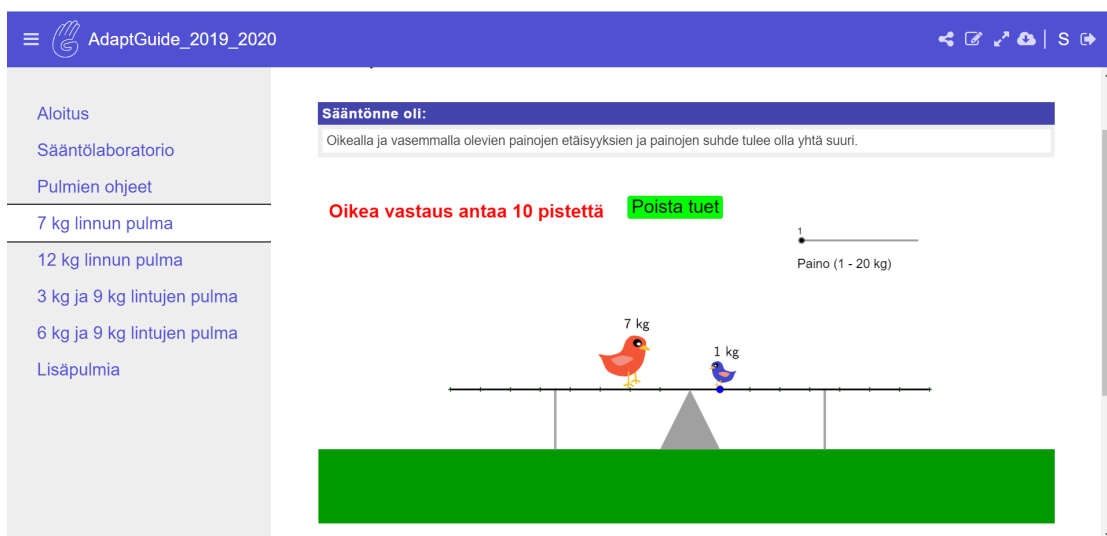 AdaptGuide_2019_2020
S
Aloitus
Sääntölaboratorio
Pulmien ohjeet
7 kg linnun pulma
12 kg linnun pulma
3 kg ja 9 kg lintujen pulma
6 kg ja 9 kg lintujen pulma
Lisäpulmia
Sääntönne oli:
Oikealla ja vasemmalla olevien painojen etäisyyksien ja painojen suhde tulee olla yhtä suuri.
Oikea vastaus antaa 10 pistettä
Poista tuet
1
Paino (1 - 20 kg)
7 kg
1 kg